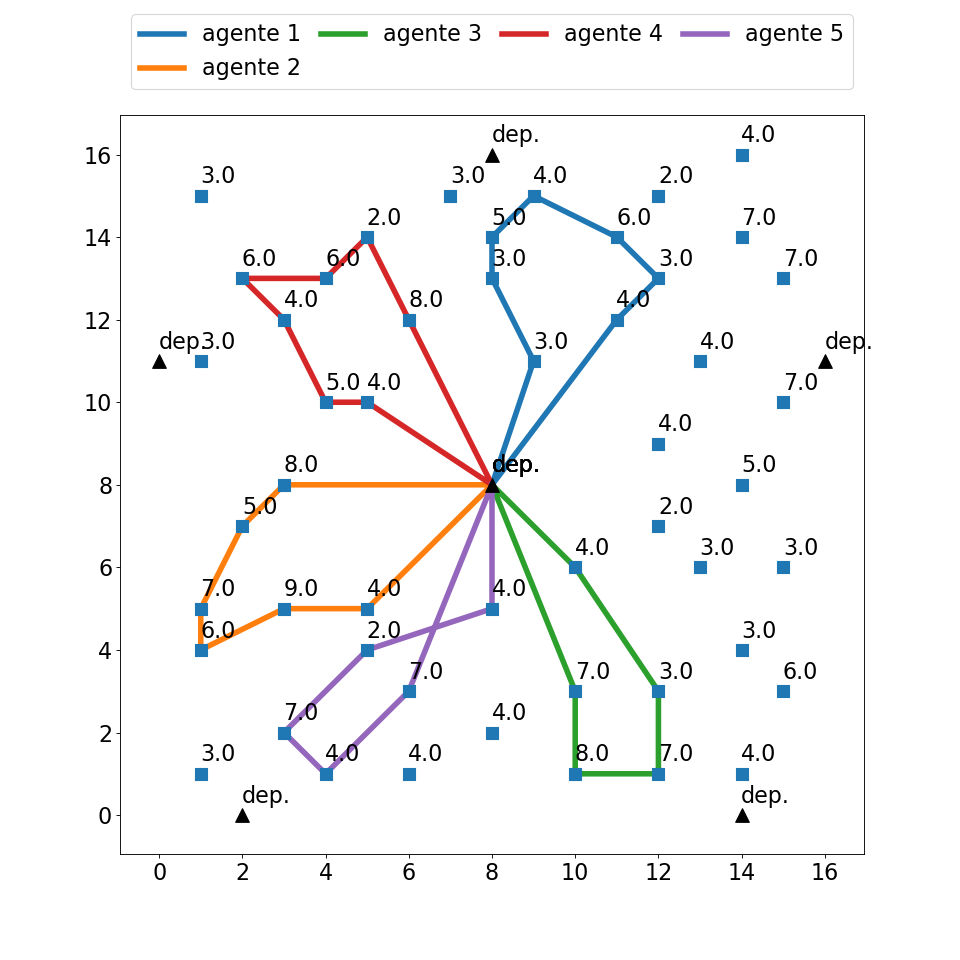 agente 1 agente 3 agente 4 agente 5
agente 2
dep. 4.0
16
3.0 3.0 4.0 2.0
5.0 6.0 7.0
2.0
14
6.0 6.0 3.0 3.0 7.0
4.0 8.0 4.0
12
dep. 3.0 3.0 4.0 dep.
5.0 4.0 7.0
10
4.0
8.0 dep. 5.0
8
5.0 2.0
4.0 3.0 3.0
6
7.0 9.0 4.0 4.0
6.0 2.0 3.0
4
7.0 7.0 3.0 6.0
7.0 4.0
2
3.0 4.0 4.0 8.0 7.0 4.0
dep. dep.
0
0 2 4 6 8 10 12 14 16